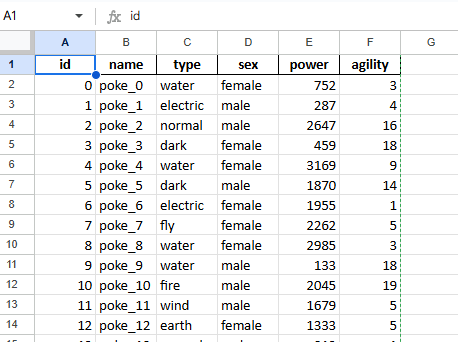 A1 fx id
A B C D E F G
1 id name type sex power agility
2 0 poke_0 water female 752 3
3 1 poke_1 electric male 287 4
4 2 poke_2 normal male 2647 16
5 3 poke_3 dark female 459 18
6 4 poke_4 water female 3169 9
7 5 poke_5 dark male 1870 14
8 6 poke_6 electric female 1955 1
9 7 poke_7 fly female 2262 5
10 8 poke_8 water female 2985 3
11 9 poke_9 water male 133 18
12 10 poke_10 fire male 2045 19
13 11 poke_11 wind male 1679 5
14 12 poke_12 earth female 1333 5